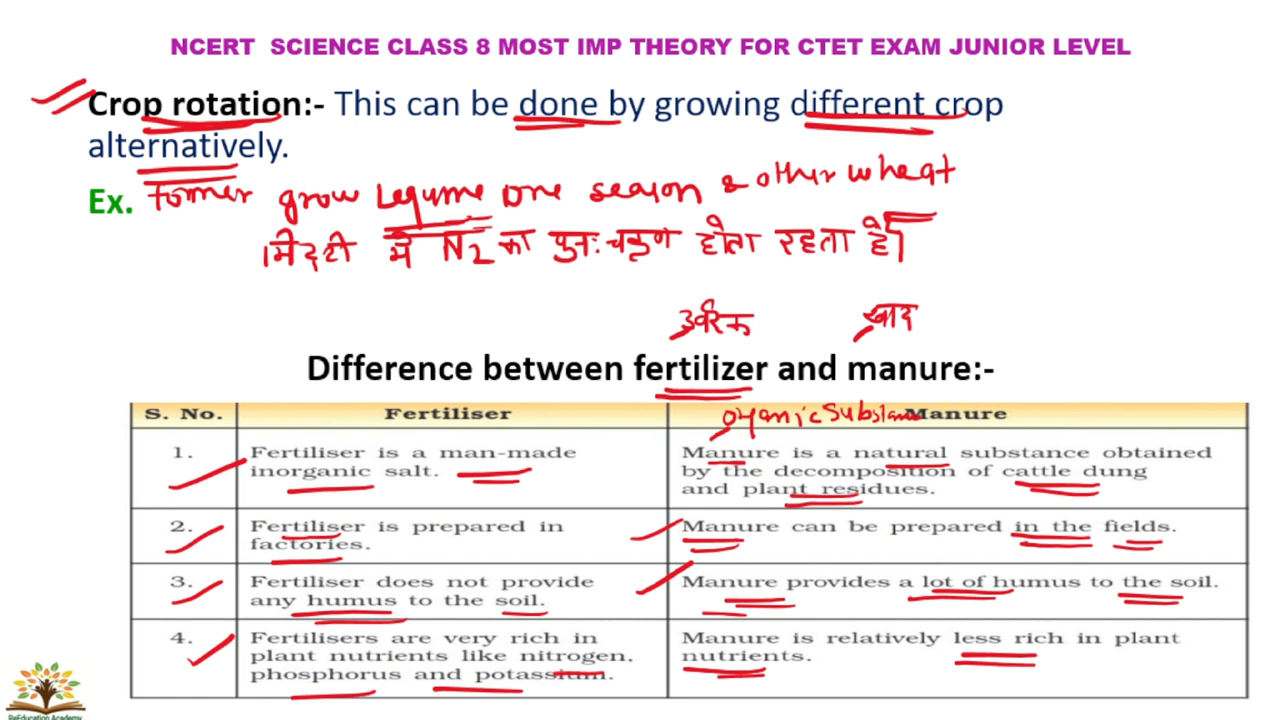 NCERT SCIENCE CLASS 8 MOST IMP THEORY FOR CTET EXAM JUNIOR LEVEL
Crop rotation:- This can be done by growing different crop
alternatively.
Ex. former grow Legume one season & other wheat
मिट्टी में N2 का पुनः चक्रण होता रहता है।
उर्वरक खाद
Difference between fertilizer and manure:-
organic Substance
S. No. Fertiliser Manure
1. Fertiliser is a man-made
inorganic salt.
Manure is a natural substance obtained
by the decomposition of cattle dung
and plant residues.
2. Fertiliser is prepared in
factories.
Manure can be prepared in the fields.
3. Fertiliser does not provide
any humus to the soil.
Manure provides a lot of humus to the soil.
4. Fertilisers are very rich in
plant nutrients like nitrogen,
phosphorus and potassium.
Manure is relatively less rich in plant
nutrients.
BeEducation Academy